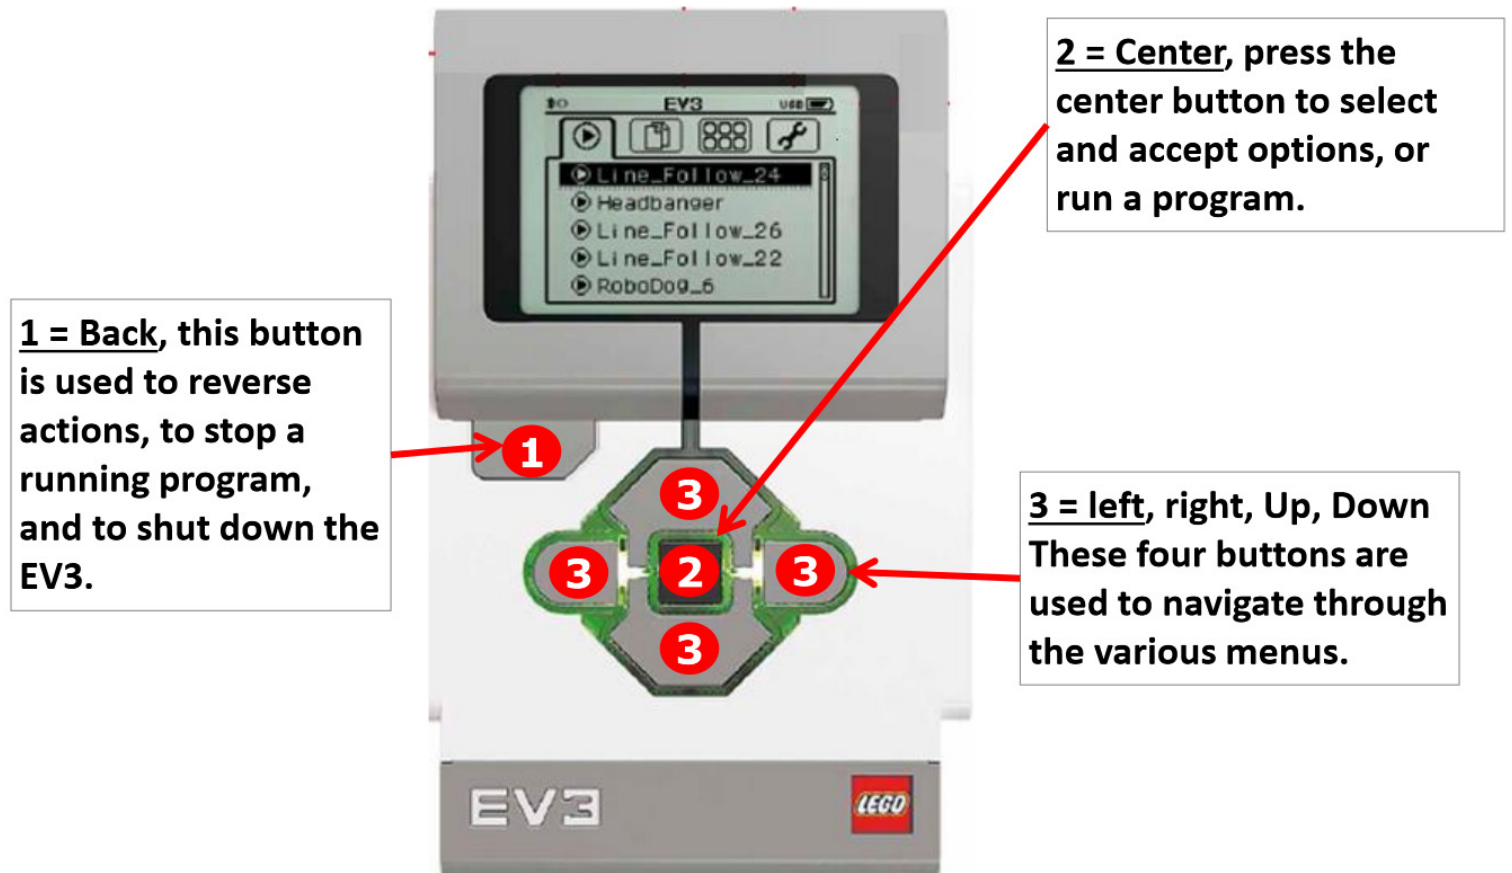 EV3
USB
Line_Follow_24
Headbanger
Line_Follow_26
Line_Follow_22
RoboDog_6
2 = Center, press the
center button to select
and accept options, or
run a program.
1 = Back, this button
is used to reverse
actions, to stop a
running program,
and to shut down the
EV3.
1
3
3
2
3
3
3 = left, right, Up, Down
These four buttons are
used to navigate through
the various menus.
EV3
LEGO